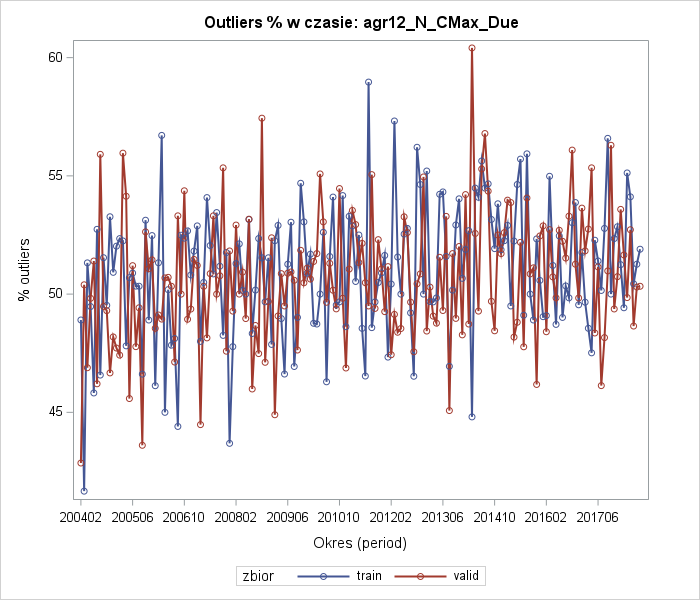 Outliers % w czasie: agr12_N_CMax_Due
% outliers
60
55
50
45
200402 200506 200610 200802 200906 201010 201202 201306 201410 201602 201706
Okres (period)
zbior train valid